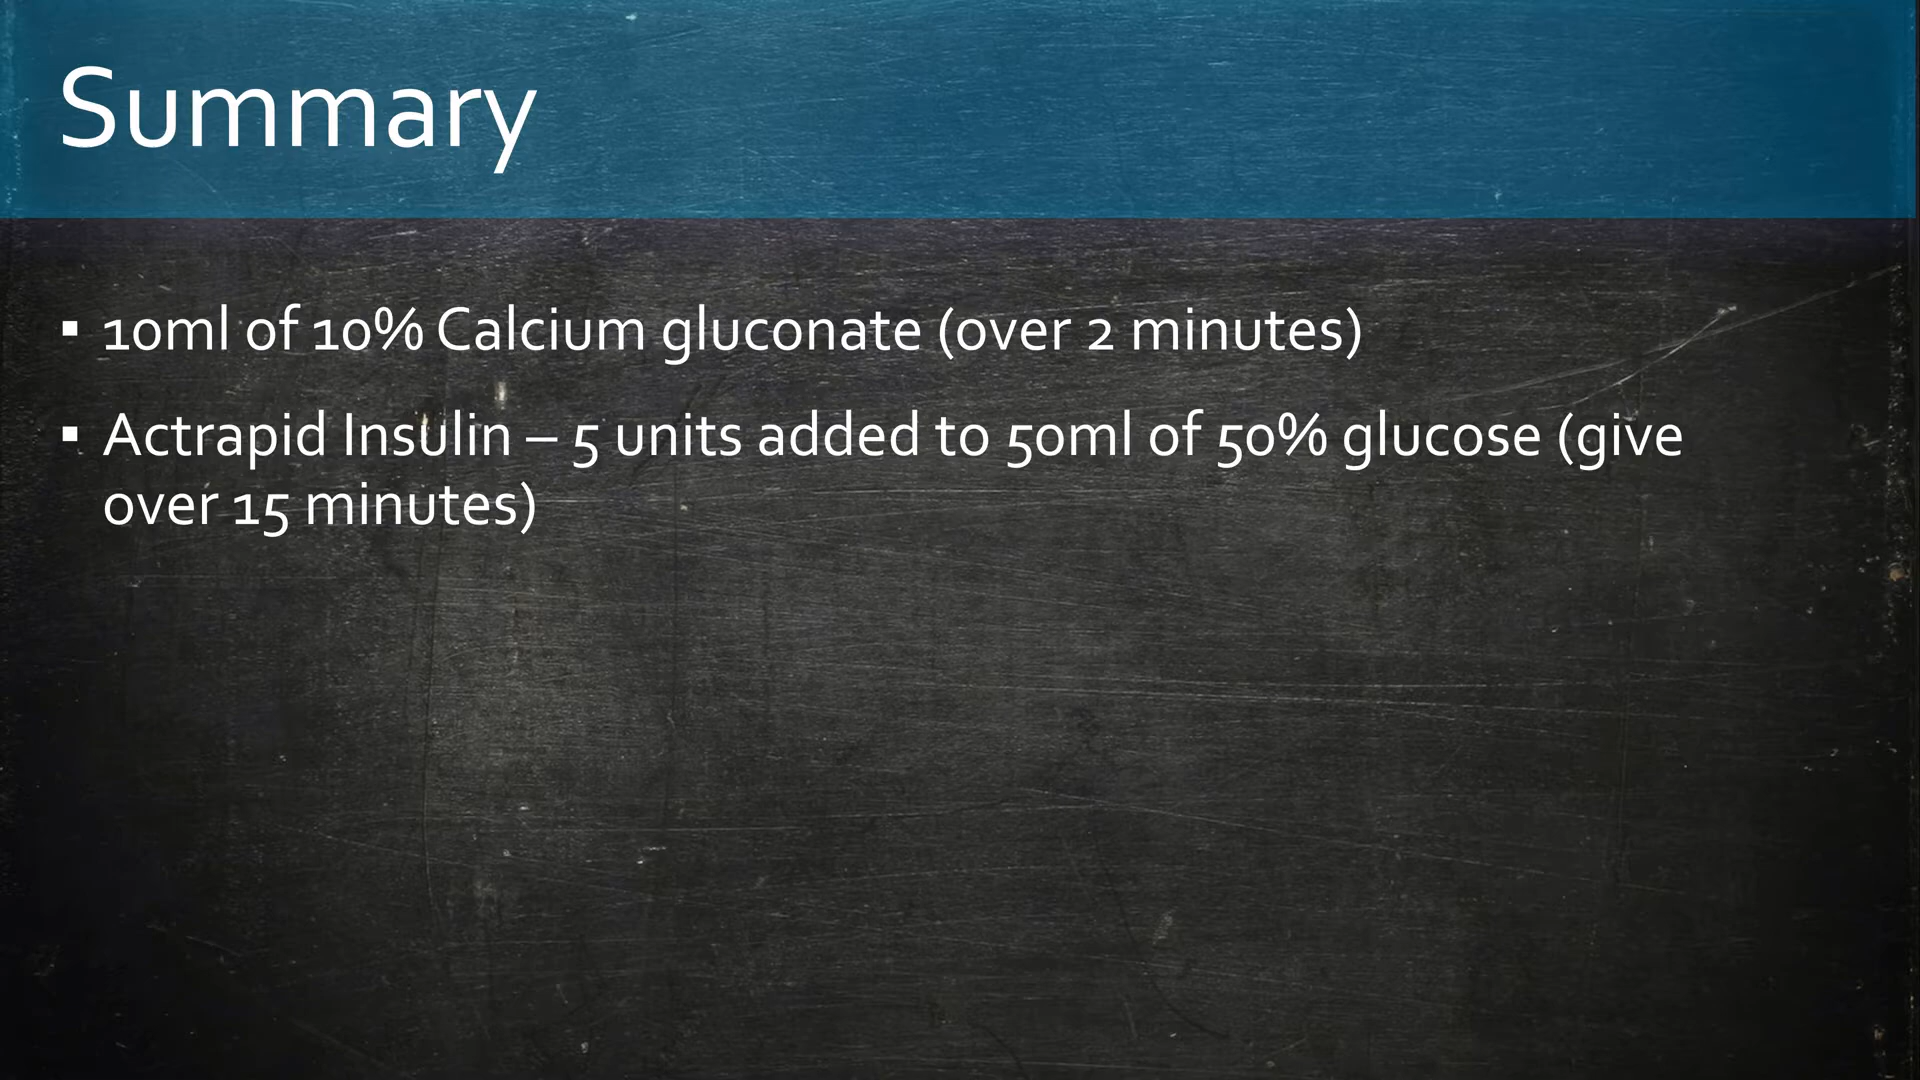 Summary
▪ 10ml of 10% Calcium gluconate (over 2 minutes)
▪ Actrapid Insulin – 5 units added to 50ml of 50% glucose (give
over 15 minutes)